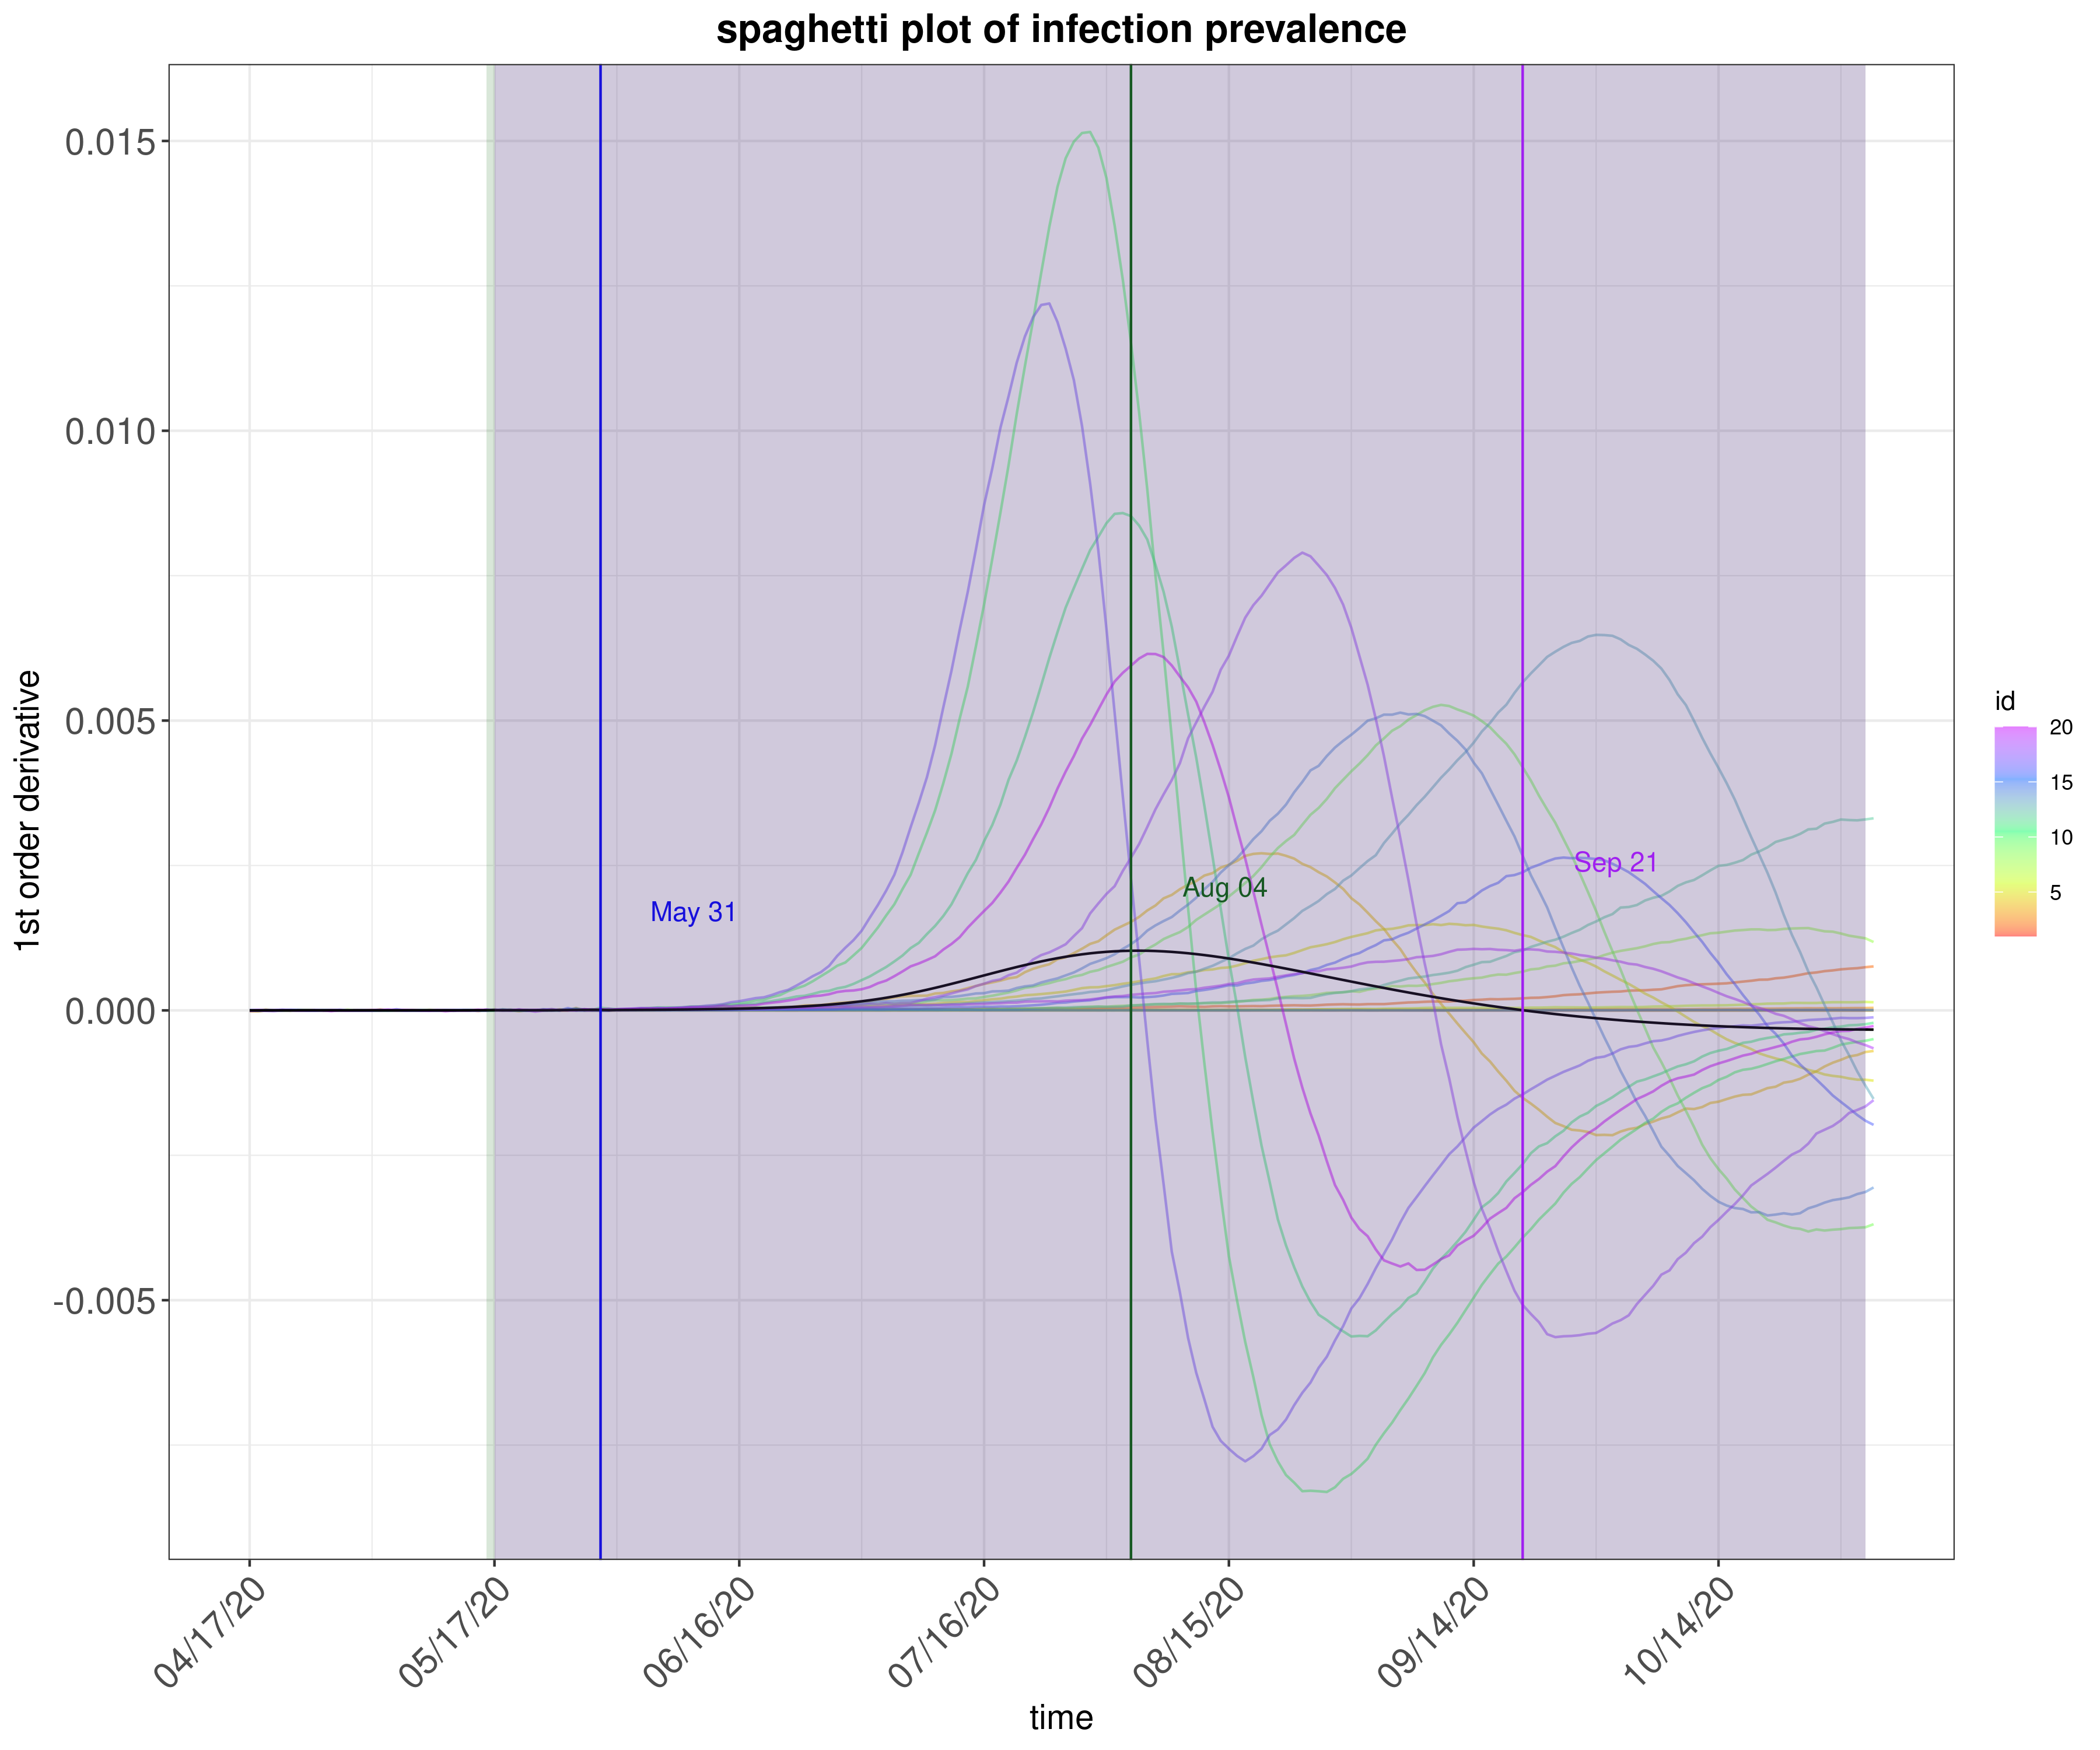 spaghetti plot of infection prevalence
0.015
0.010
0.005
0.000
-0.005
1st order derivative
May 31
Aug 04
Sep 21
04/17/20
05/17/20
06/16/20
07/16/20
08/15/20
09/14/20
10/14/20
time
id
20
15
10
5